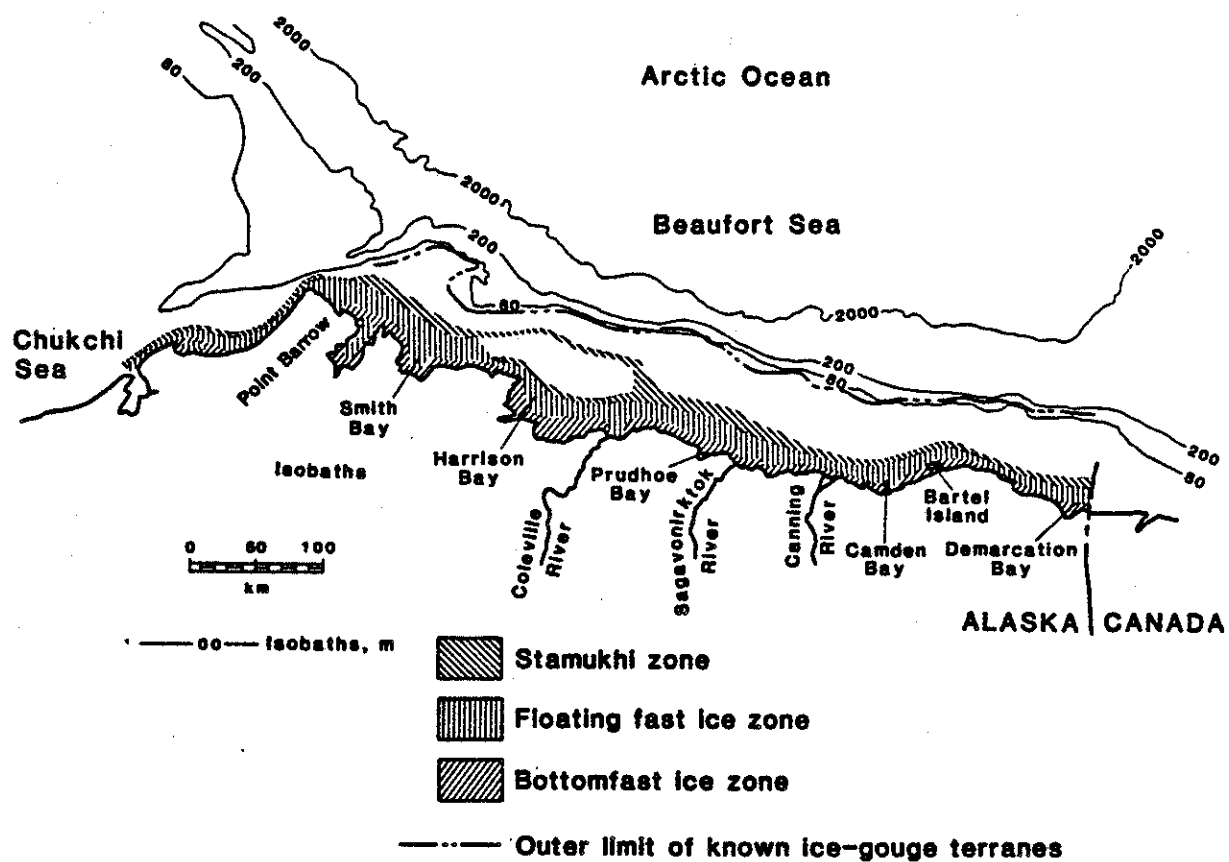 2000
80
200
Arctic Ocean
2000
Beaufort Sea
200
2000
80
2000
Chukchi
Sea
Point Barrow
200
80
Smith
Bay
Isobaths
Harrison
Bay
Prudhoe
Bay
200
80
Bartel
Island
Coleville
River
Sagavonirktok
River
Canning
River
Camden
Bay
Demarcation
Bay
0 50 100
km
ALASKA CANADA
60 Isobaths, m
Stamukhi zone
Floating fast ice zone
Bottomfast ice zone
Outer limit of known ice-gouge terranes